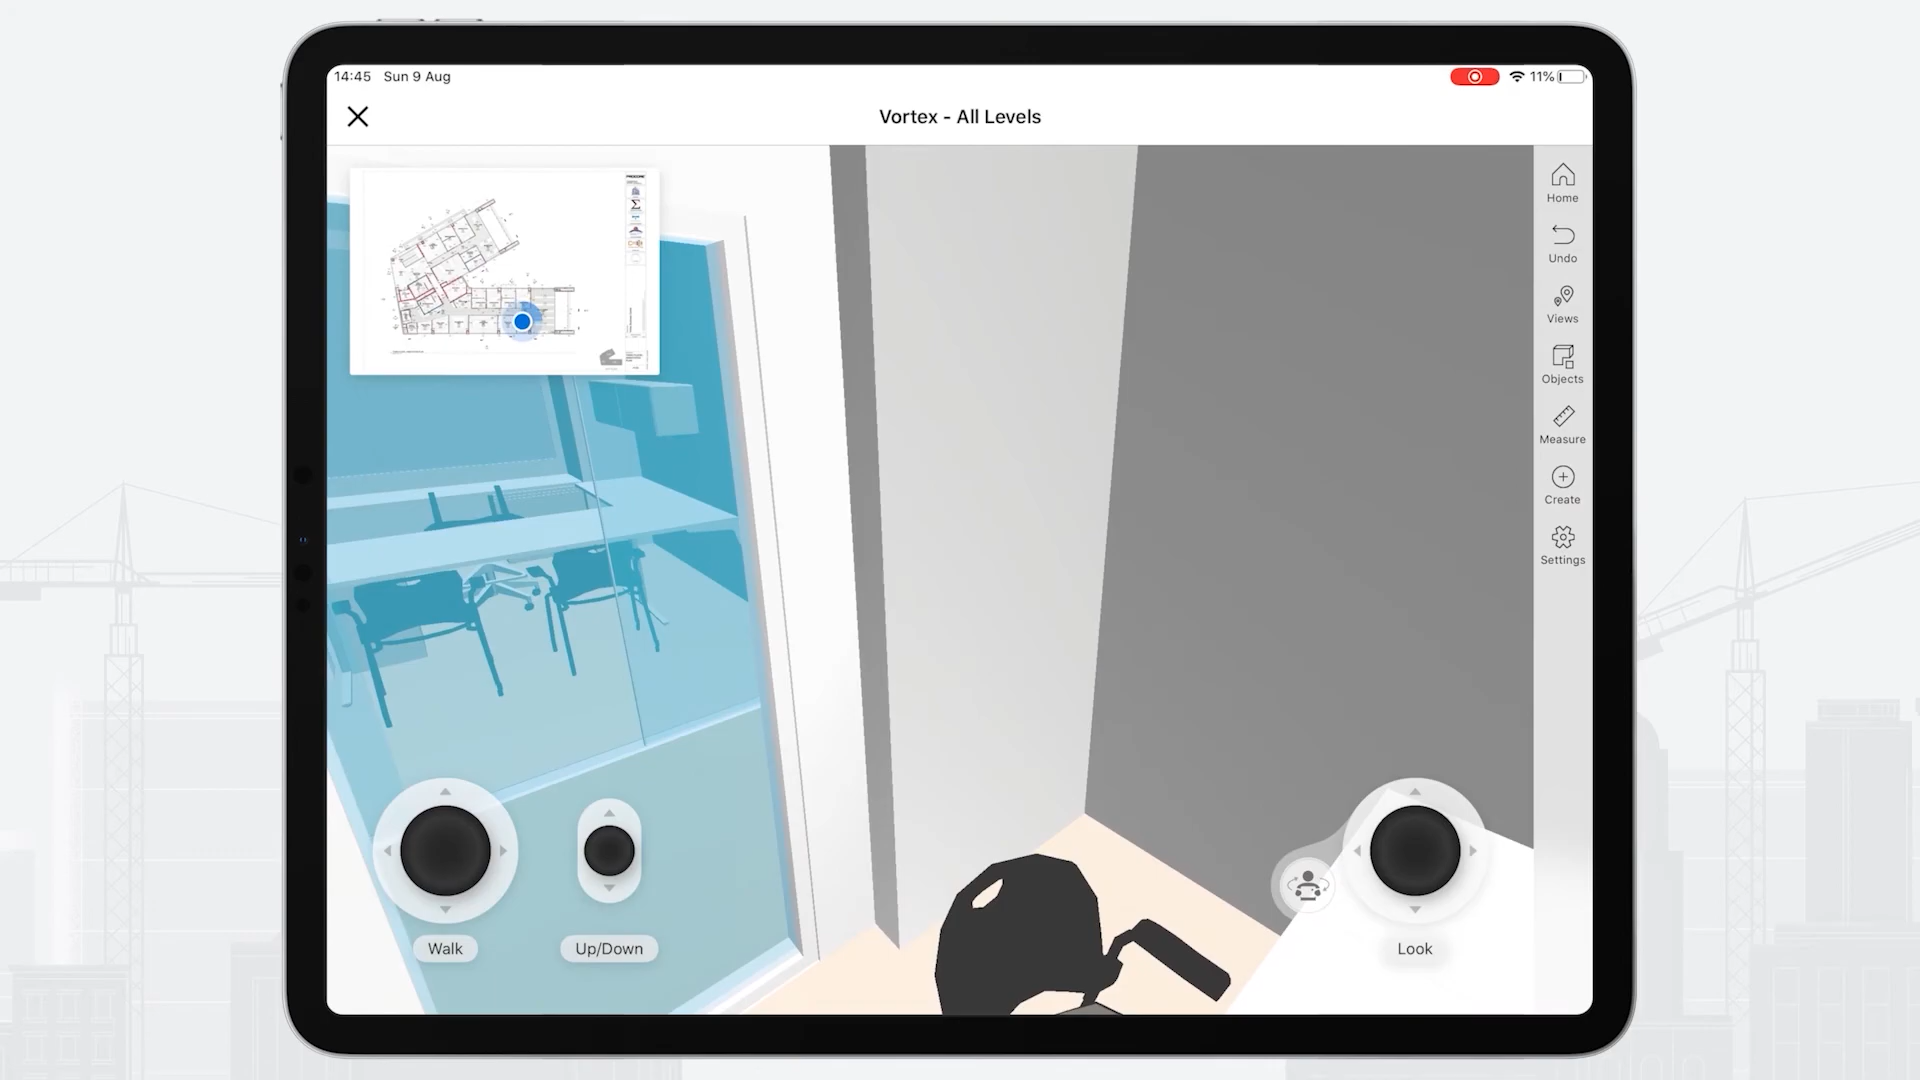 14:45 Sun 9 Aug
11%
Vortex - All Levels
PROCORE
Home
Undo
Views
Objects
Measure
Create
Settings
Walk
Up/Down
Look